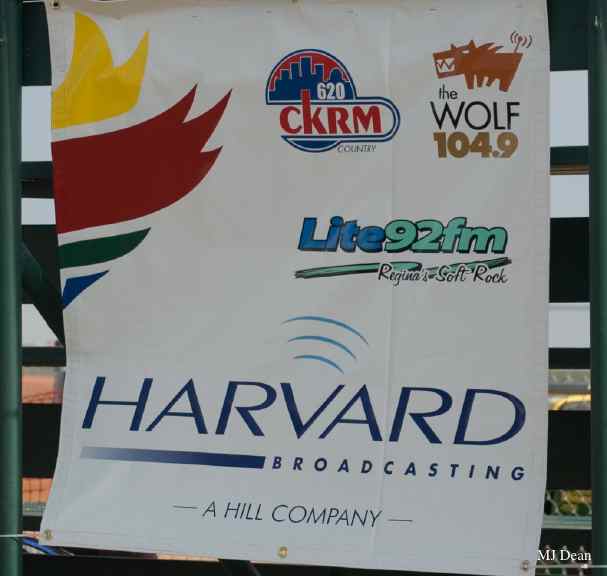 620
CKRM
COUNTRY
the
WOLF
104.9
Lite92fm
Regina's Soft Rock
HARVARD
BROADCASTING
— A HILL COMPANY —
MJ Dean